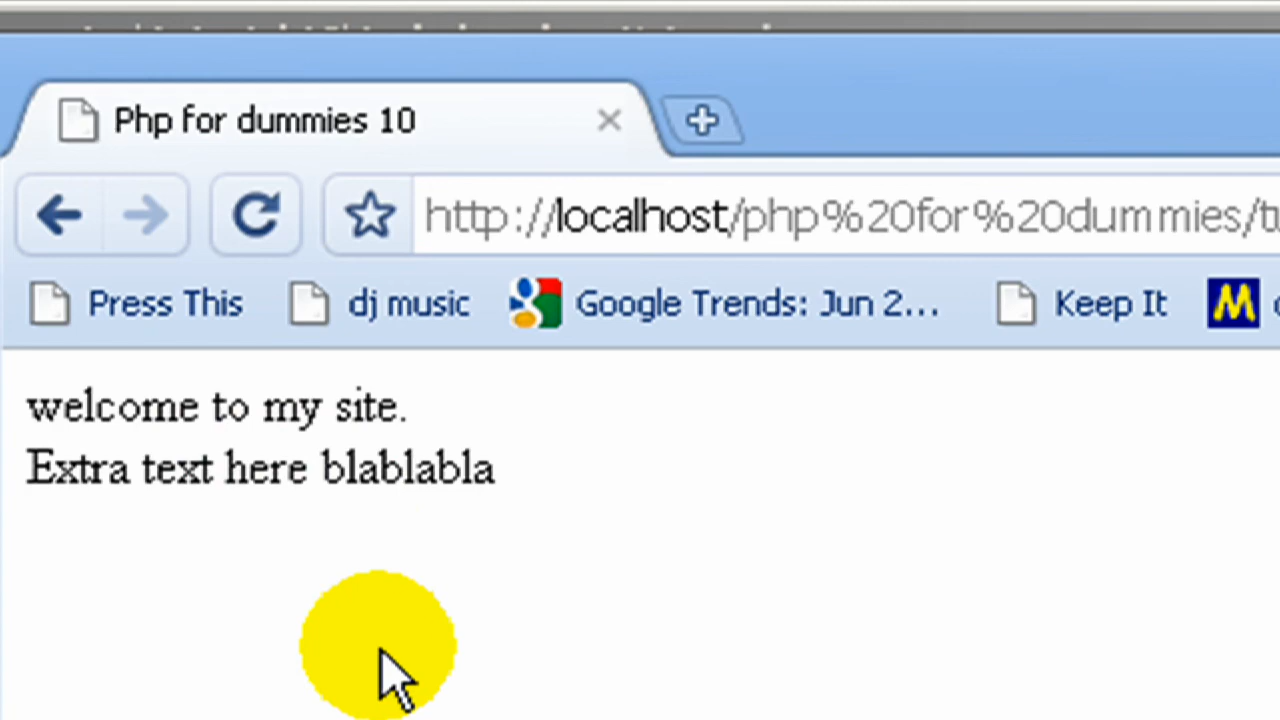 Php for dummies 10
http://localhost/php%20for%20dummies/tu
Press This dj music Google Trends: Jun 2... Keep It M
welcome to my site.
Extra text here blablabla